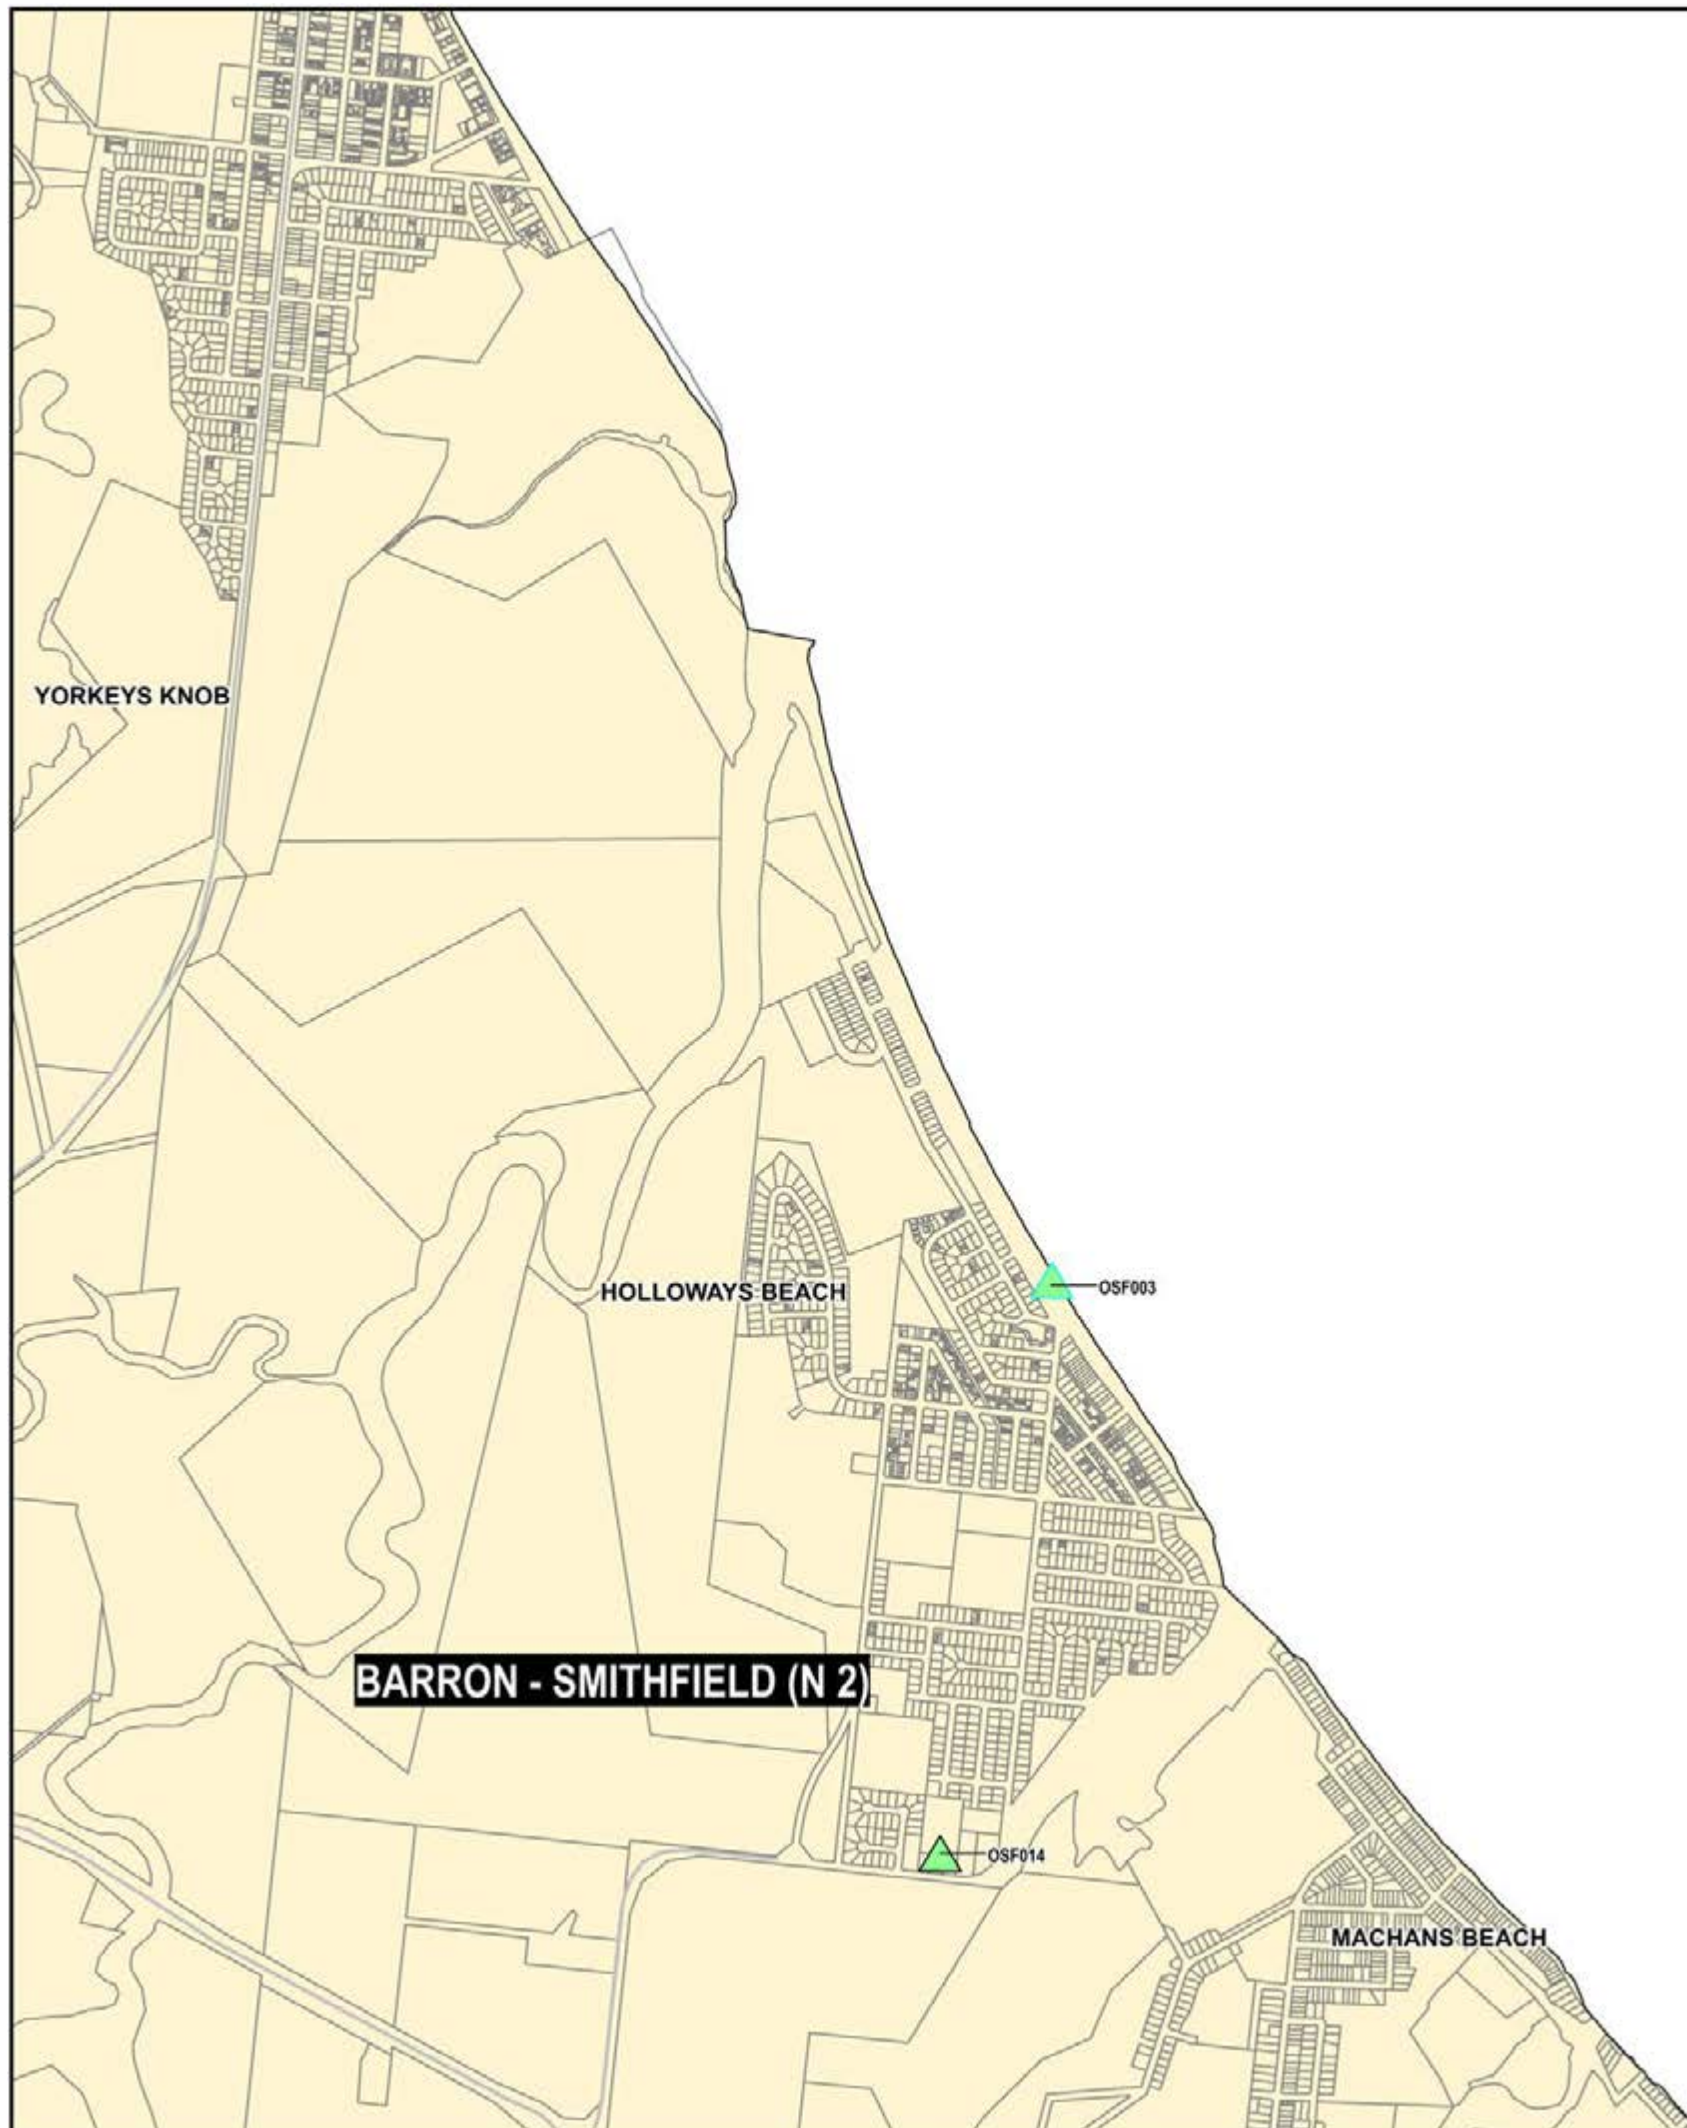 YORKEYS KNOB
HOLLOWAYS BEACH
OSF003
BARRON - SMITHFIELD (N 2)
OSF014
MACHANS BEACH